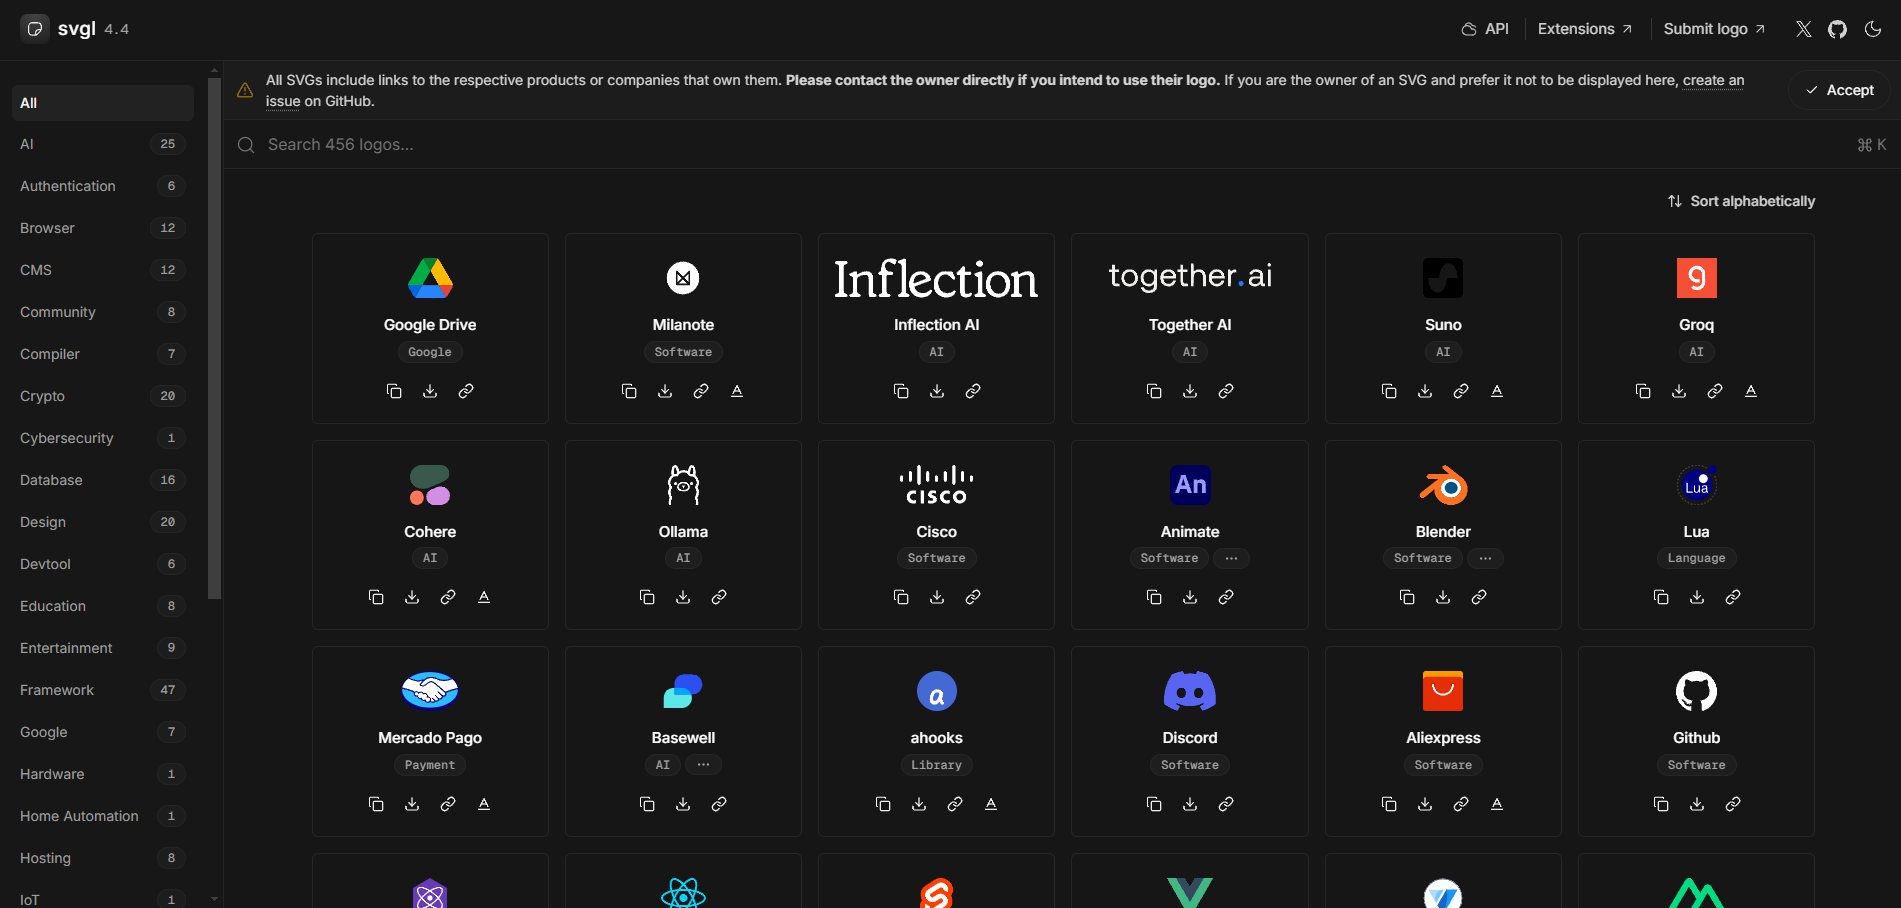 svgl 4.4
API
Extensions
Submit logo
All
AI 25
Authentication 6
Browser 12
CMS 12
Community 8
Compiler 7
Crypto 20
Cybersecurity 1
Database 16
Design 20
Devtool 6
Education 8
Entertainment 9
Framework 47
Google 7
Hardware 1
Home Automation 1
Hosting 8
IoT 1
All SVGs include links to the respective products or companies that own them. Please contact the owner directly if you intend to use their logo. If you are the owner of an SVG and prefer it not to be displayed here, create an
issue on GitHub.
Accept
Search 456 logos...
⌘ K
Sort alphabetically
Google Drive
Google
Milanote
Software
Inflection
Inflection AI
AI
together.ai
Together AI
AI
Suno
AI
g
Groq
AI
Cohere
AI
Ollama
AI
CISCO
Cisco
Software
An
Animate
Software ...
Blender
Software ...
Lua
Lua
Language
Mercado Pago
Payment
Basewell
AI ...
a
ahooks
Library
Discord
Software
Aliexpress
Software
Github
Software